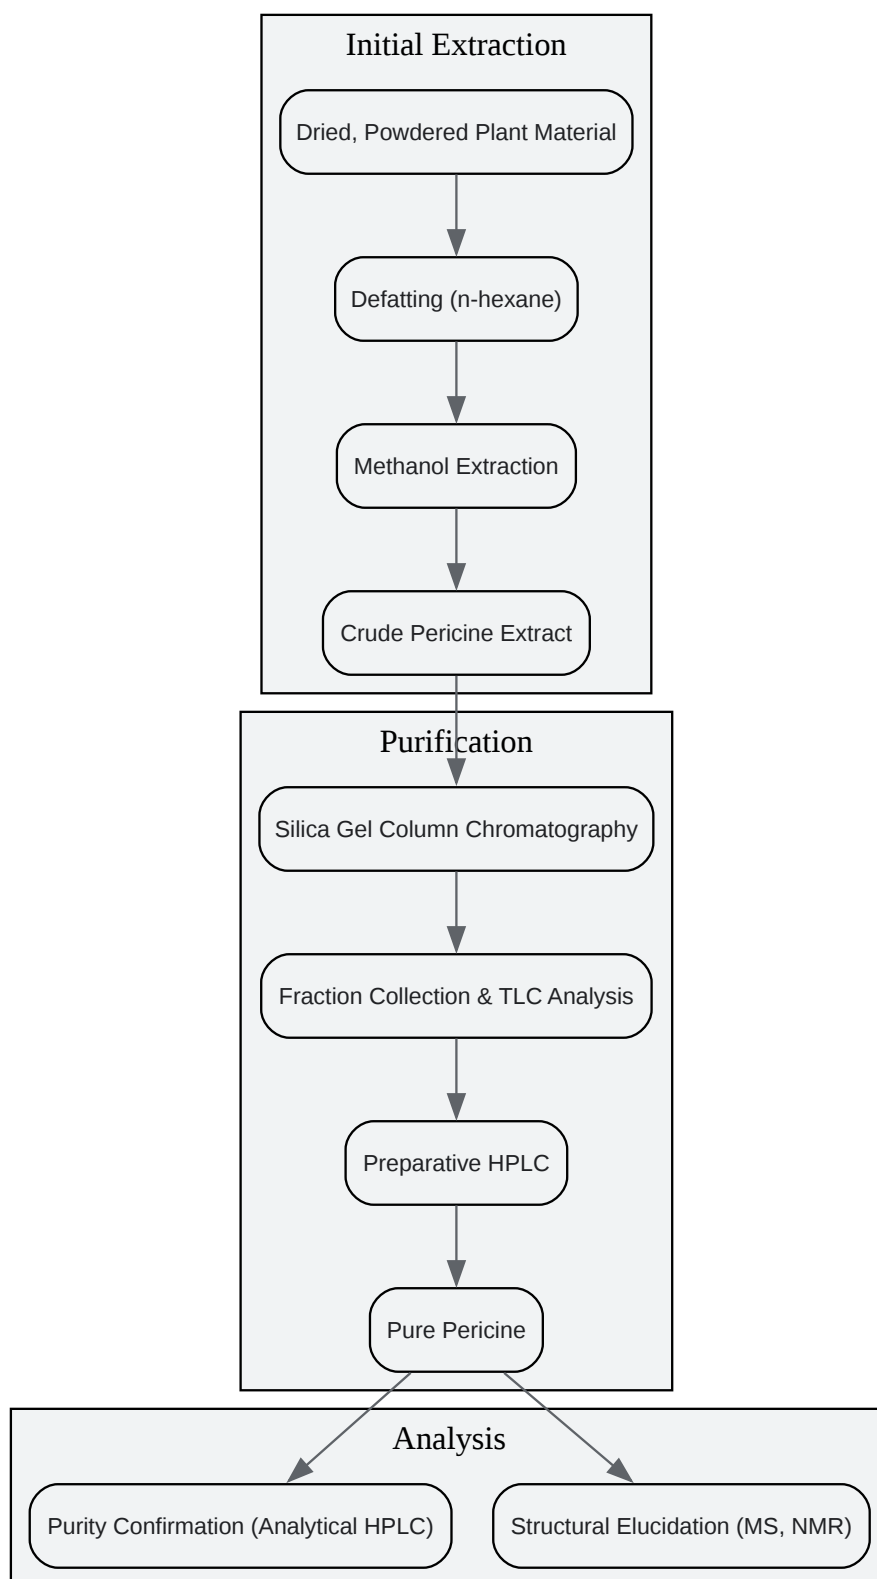 Initial Extraction
Dried, Powdered Plant Material
Defatting (n-hexane)
Methanol Extraction
Crude Pericine Extract
Purification
Silica Gel Column Chromatography
Fraction Collection & TLC Analysis
Preparative HPLC
Pure Pericine
Analysis
Purity Confirmation (Analytical HPLC)
Structural Elucidation (MS, NMR)